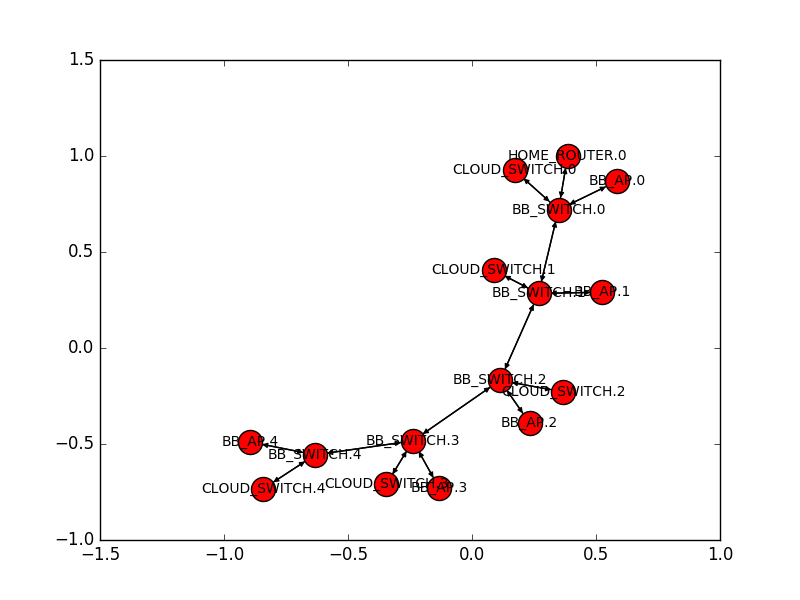 1.5
1.0
0.5
0.0
−0.5
−1.0
−1.5
−1.0
−0.5
0.0
0.5
1.0
HOME_ROUTER.0
CLOUD_SWITCH.0
BB_AP.0
BB_SWITCH.0
CLOUD_SWITCH.1
BB_SWITCH.1
BB_AP.1
BB_SWITCH.2
CLOUD_SWITCH.2
BB_AP.2
BB_SWITCH.3
BB_AP.4
BB_SWITCH.4
CLOUD_SWITCH.3
BB_AP.3
CLOUD_SWITCH.4